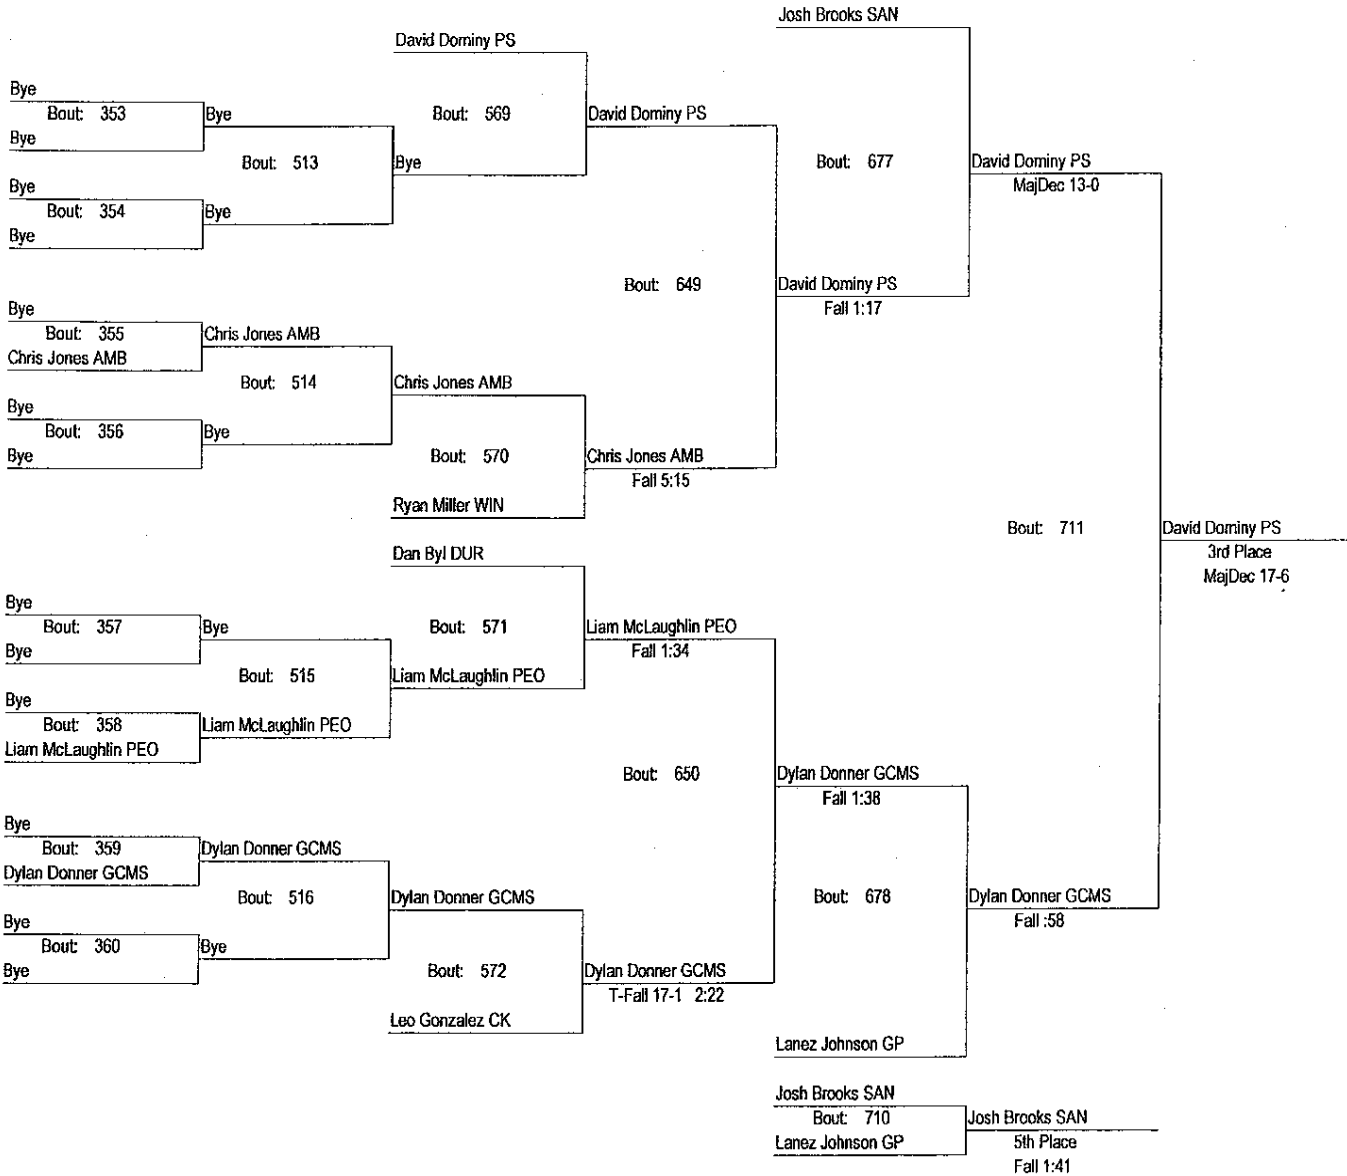 Josh Brooks SAN
David Dominy PS
Bye
Bout: 353
Bye
Bye
Bout: 569
David Dominy PS
Bout: 513
Bye
Bout: 677
David Dominy PS
MajDec 13-0
Bye
Bout: 354
Bye
Bye
Bout: 649
David Dominy PS
Fall 1:17
Bye
Bout: 355
Chris Jones AMB
Chris Jones AMB
Bout: 514
Chris Jones AMB
Bye
Bout: 356
Bye
Bye
Bout: 570
Chris Jones AMB
Fall 5:15
Ryan Miller WIN
Bout: 711
David Dominy PS
3rd Place
MajDec 17-6
Dan Byl DUR
Bye
Bout: 357
Bye
Bye
Bout: 571
Liam McLaughlin PEO
Fall 1:34
Bout: 515
Liam McLaughlin PEO
Bye
Bout: 358
Liam McLaughlin PEO
Liam McLaughlin PEO
Bout: 650
Dylan Donner GCMS
Fall 1:38
Bye
Bout: 359
Dylan Donner GCMS
Dylan Donner GCMS
Bout: 516
Dylan Donner GCMS
Bout: 678
Dylan Donner GCMS
Fall :58
Bye
Bout: 360
Bye
Bye
Bout: 572
Dylan Donner GCMS
T-Fall 17-1 2:22
Leo Gonzalez CK
Lanez Johnson GP
Josh Brooks SAN
Bout: 710
Josh Brooks SAN
Lanez Johnson GP
5th Place
Fall 1:41